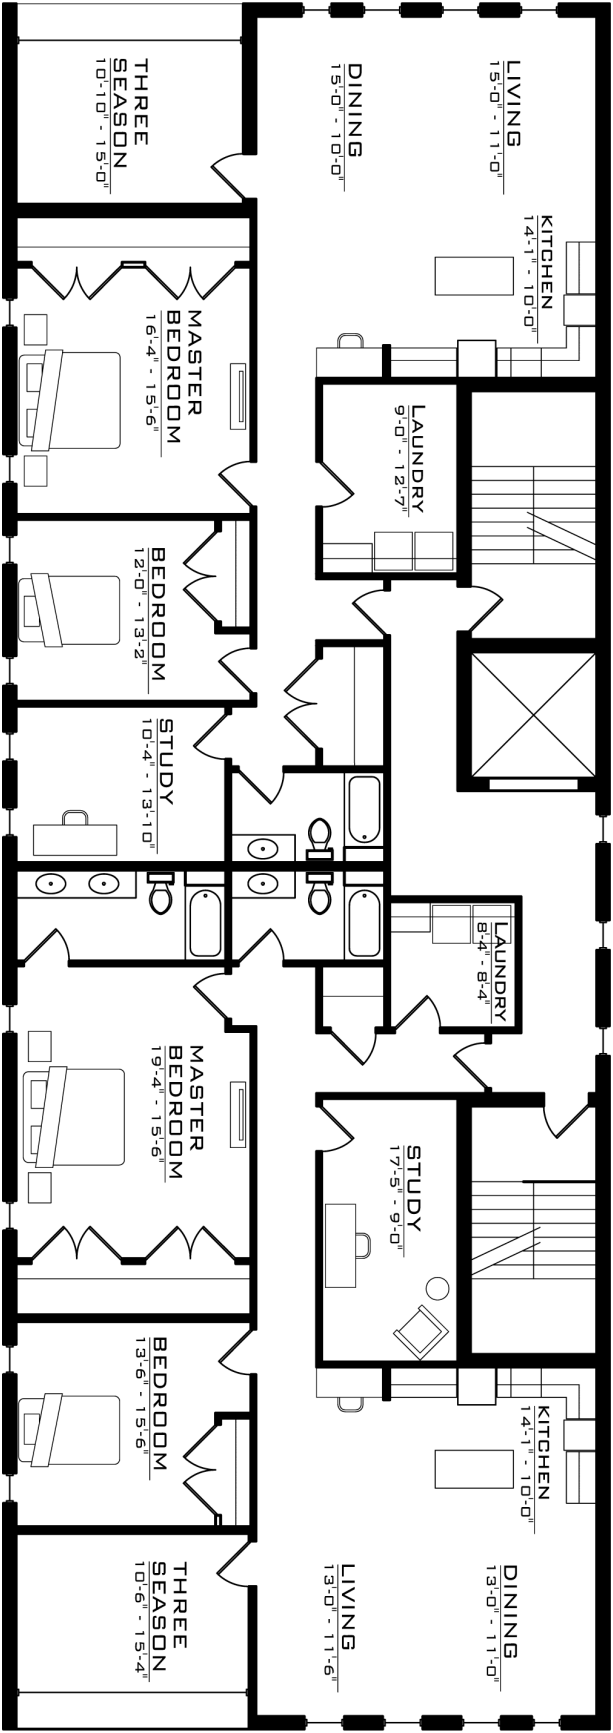 THREE
SEASON
10'-10" - 15'-0"
DINING
15'-0" - 10'-0"
LIVING
15'-0" - 11'-0"
KITCHEN
14'-1" - 10'-0"
MASTER
BEDROOM
16'-4" - 15'-6"
LAUNDRY
9'-0" - 12'-7"
BEDROOM
12'-0" - 13'-2"
STUDY
10'-4" - 13'-10"
LAUNDRY
8'-4" - 8'-4"
MASTER
BEDROOM
19'-4" - 15'-6"
STUDY
17'-5" - 9'-0"
BEDROOM
13'-6" - 15'-6"
KITCHEN
14'-1" - 10'-0"
THREE
SEASON
10'-6" - 15'-4"
LIVING
13'-0" - 11'-6"
DINING
13'-0" - 11'-0"